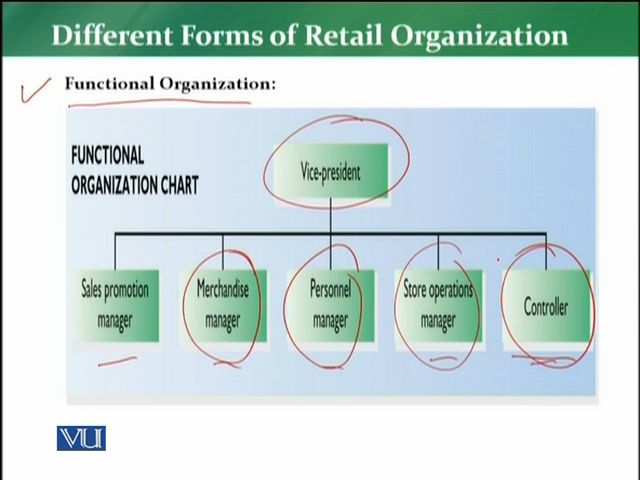 Different Forms of Retail Organization
Functional Organization:
FUNCTIONAL
ORGANIZATION CHART
Vice-president
Sales promotion
manager
Merchandise
manager
Personnel
manager
Store operations
manager
Controller
VU